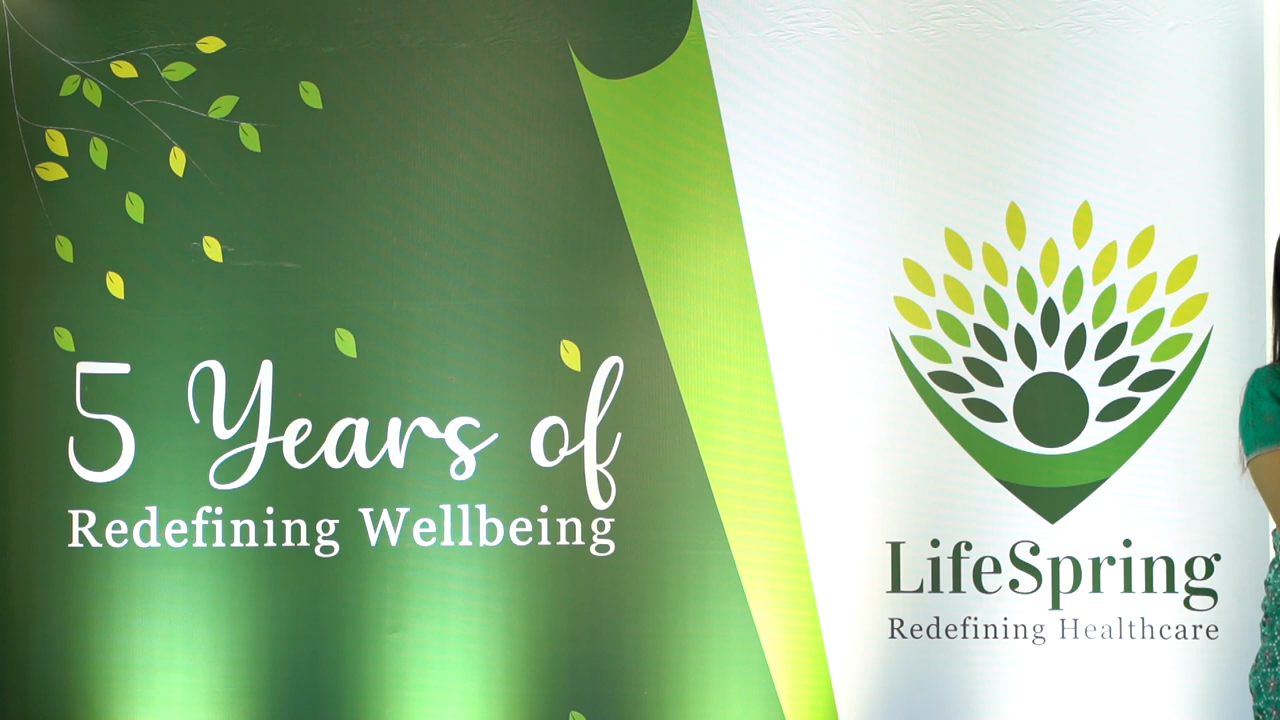 5 Years of
Redefining Wellbeing
LifeSpring
Redefining Healthcare